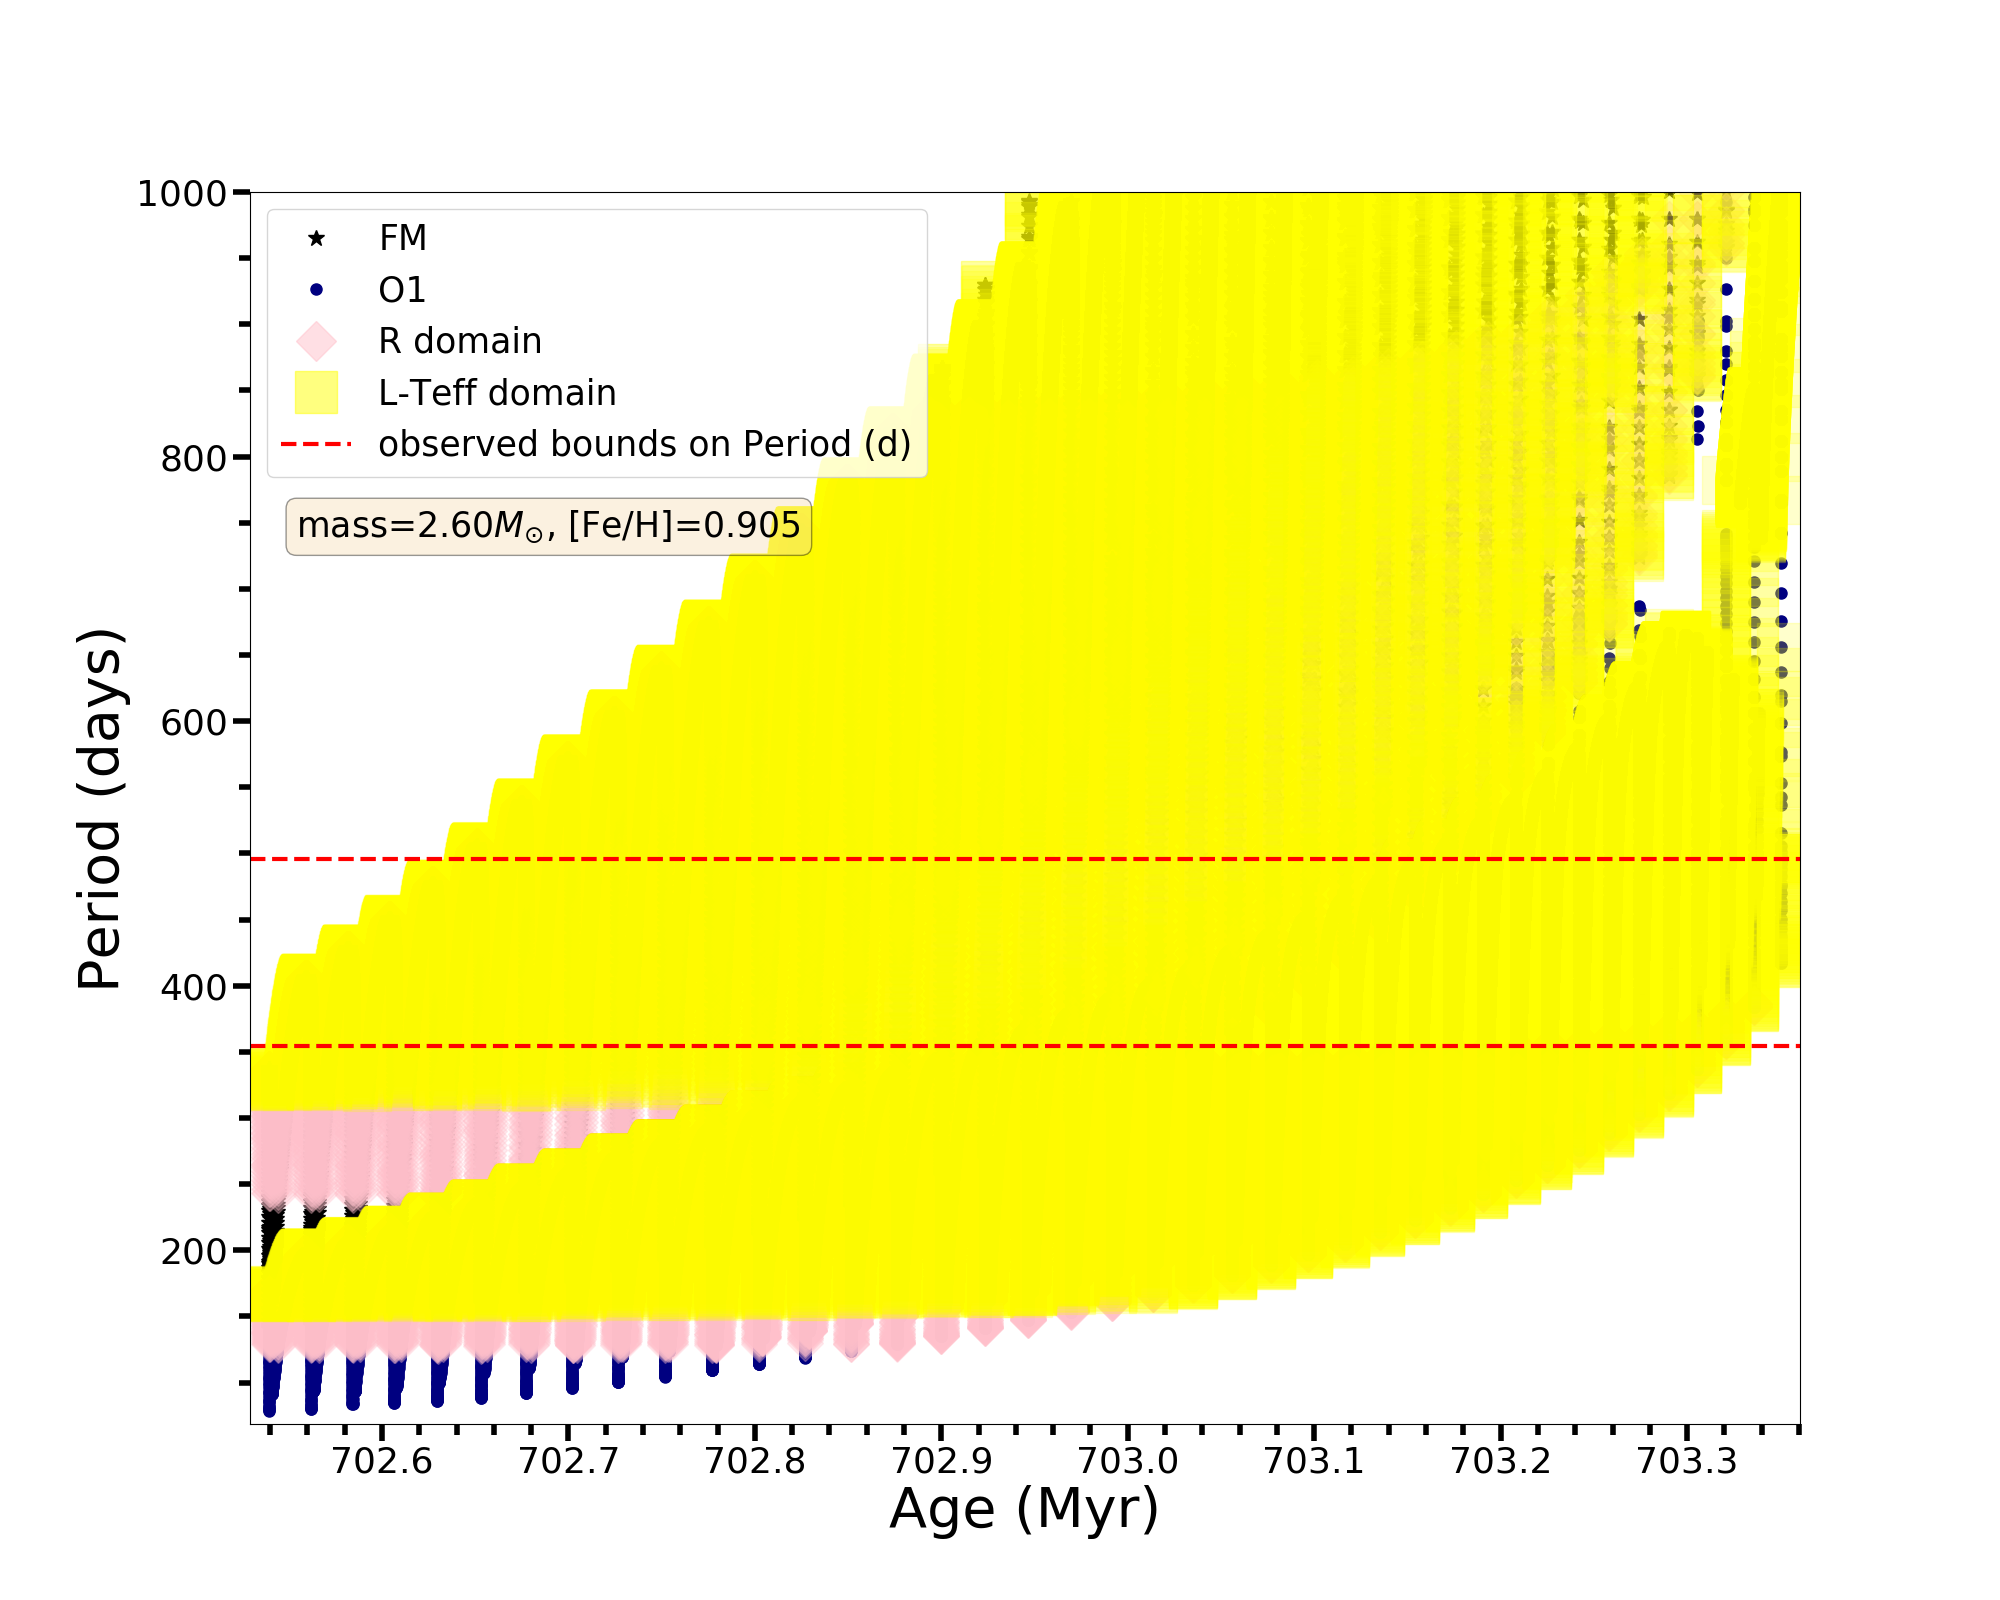 1000
800
600
400
200
Period (days)
FM
O1
R domain
L-Teff domain
observed bounds on Period (d)
mass=2.60M⊙, [Fe/H]=0.905
702.6 702.7 702.8 702.9 703.0 703.1 703.2 703.3
Age (Myr)